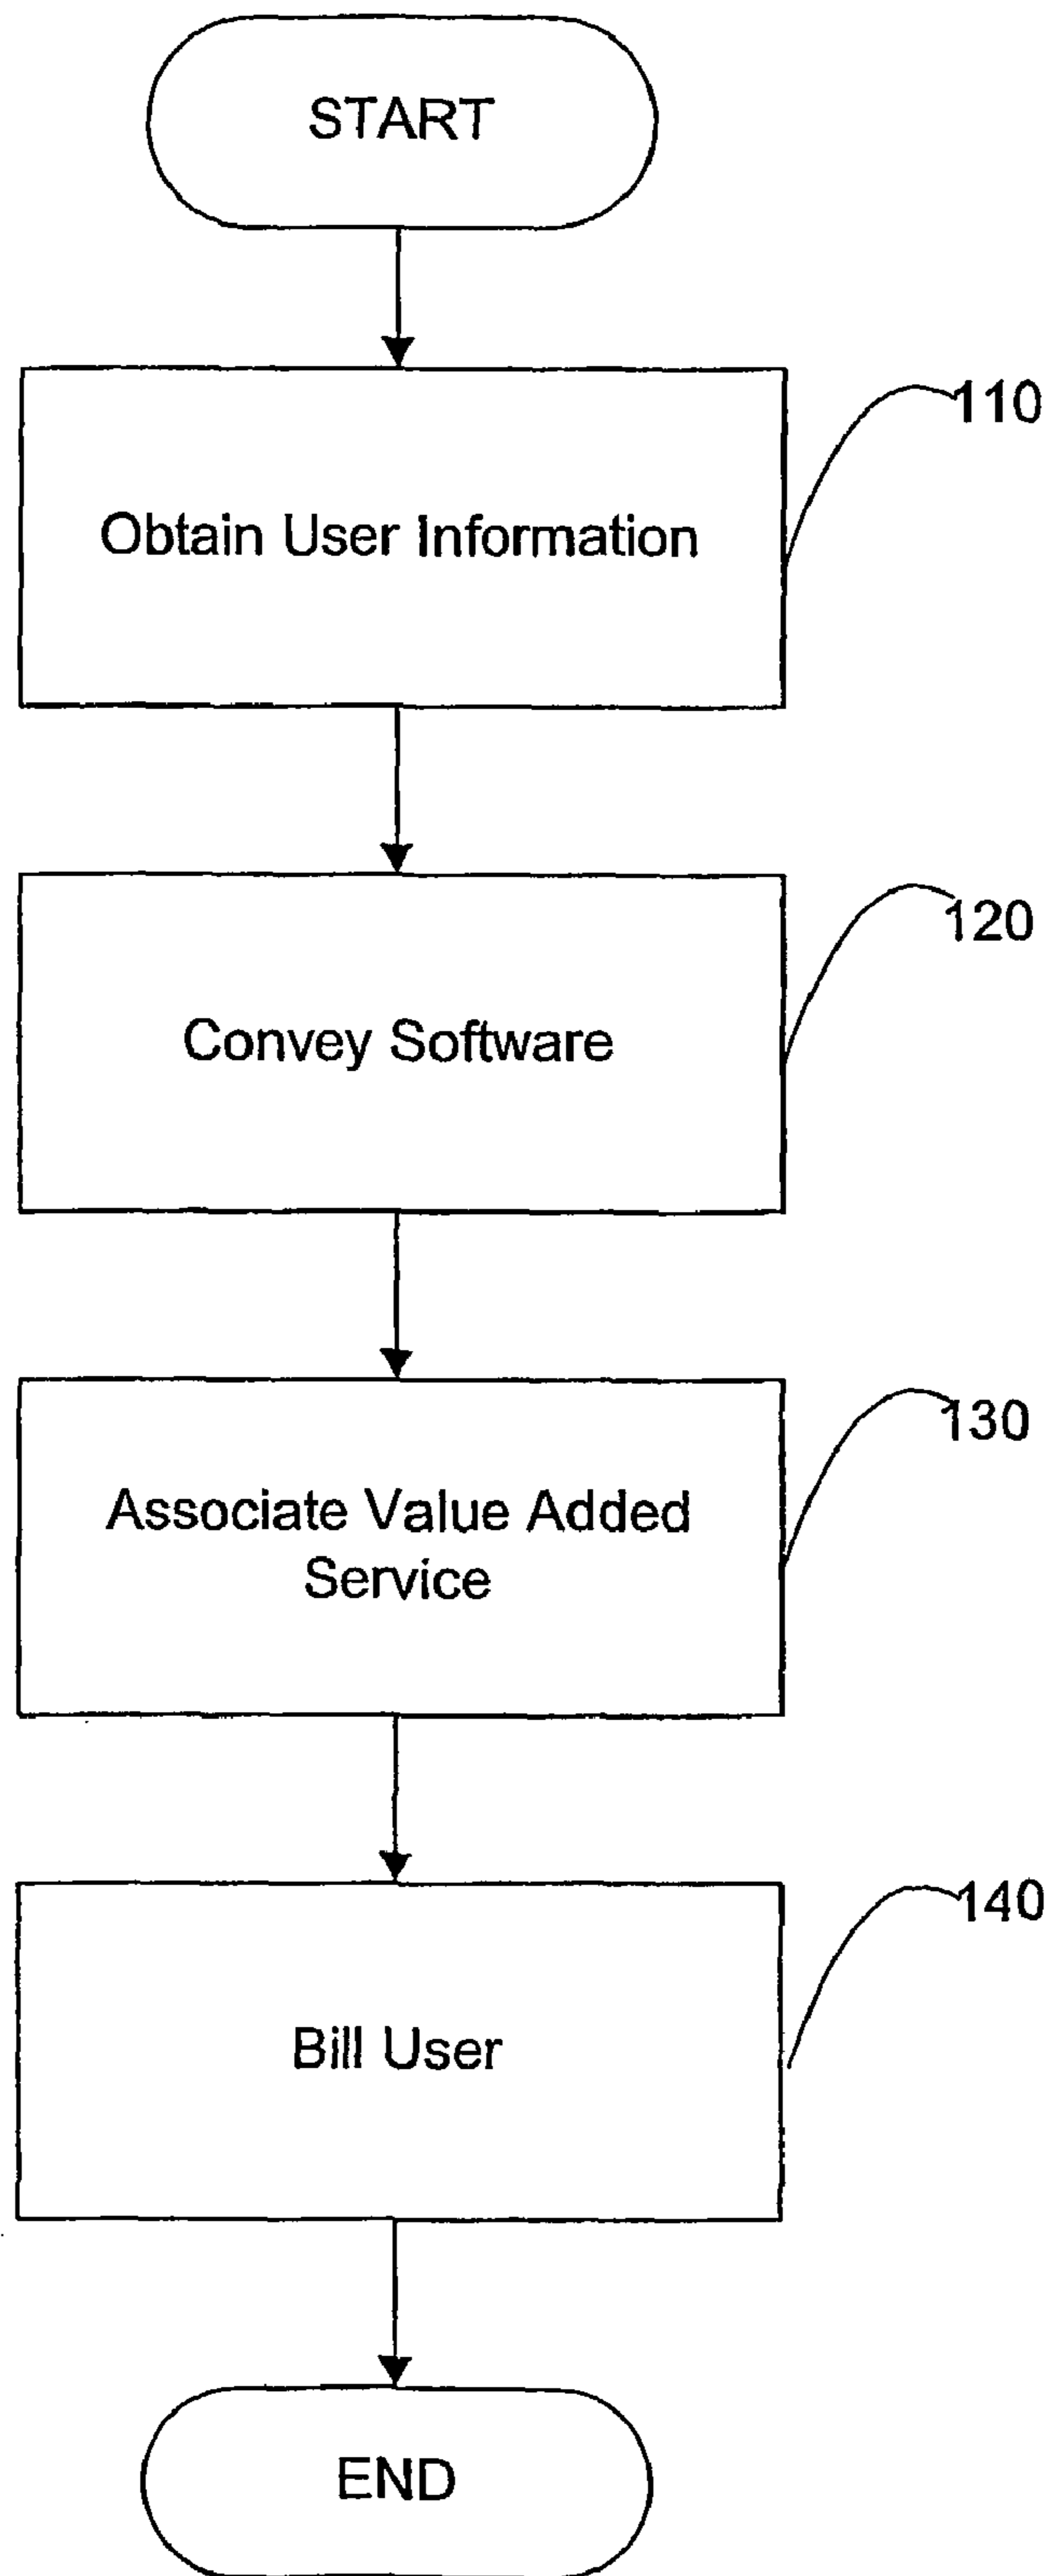 START
110
Obtain User Information
120
Convey Software
130
Associate Value Added
Service
140
Bill User
END